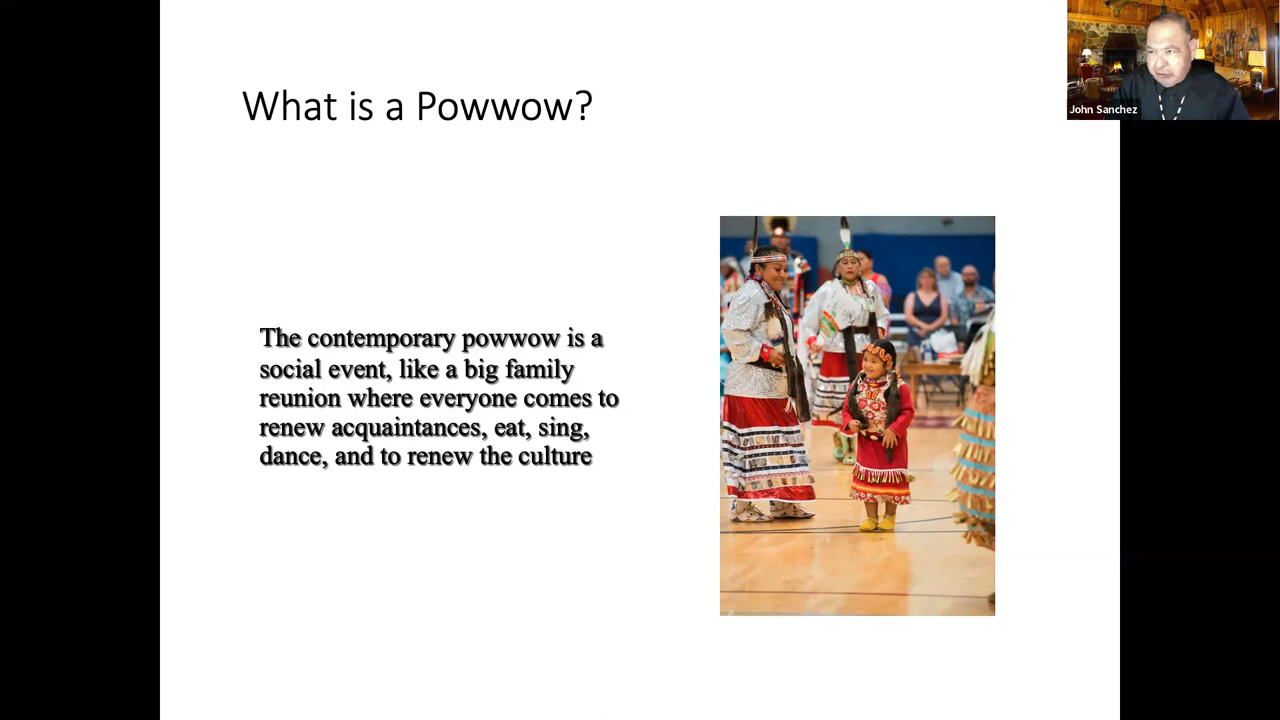 What is a Powwow?
John Sanchez
The contemporary powwow is a
social event, like a big family
reunion where everyone comes to
renew acquaintances, eat, sing,
dance, and to renew the culture